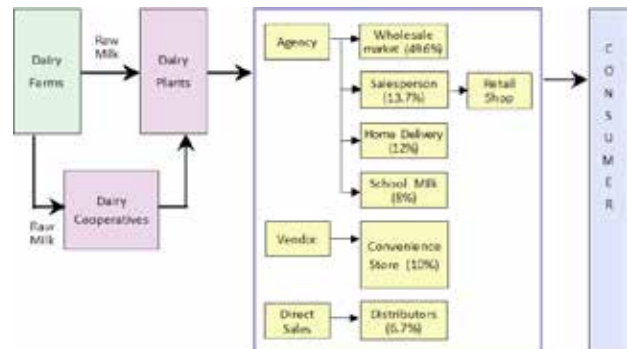 Dairy
Farms
Raw
Milk
Dairy
Plants
Raw
Milk
Dairy
Cooperatives
Agency
Wholesale
market (49.6%)
Salesperson
(13.7%)
Retail
Shop
Home Delivery
(12%)
School Milk
(8%)
Vendor
Convenience
Store (10%)
Direct
Sales
Distributors
(6.7%)
C
O
N
S
U
M
E
R